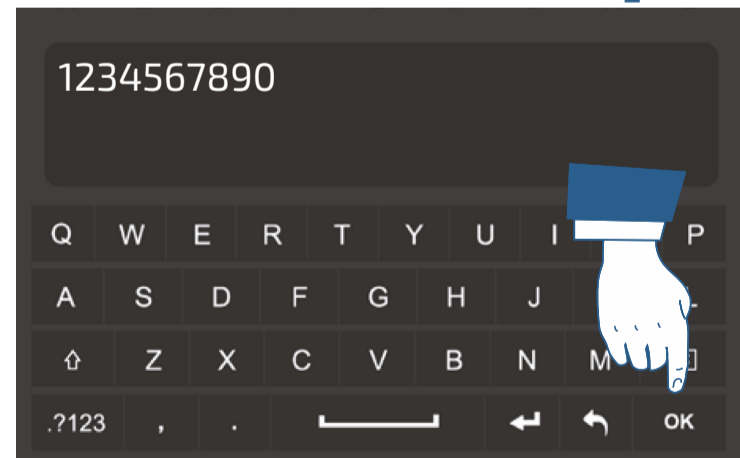 1234567890
Q W E R T Y U I P
A S D F G H J
Z X C V B N M
.?123 , . OK